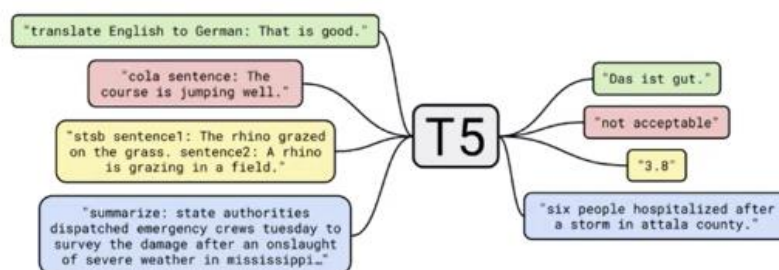 "translate English to German: That is good."
"cola sentence: The
course is jumping well."
"stsb sentence1: The rhino grazed
on the grass. sentence2: A rhino
is grazing in a field."
"summarize: state authorities
dispatched emergency crews tuesday to
survey the damage after an onslaught
of severe weather in mississippi…"
T5
"Das ist gut."
"not acceptable"
"3.8"
"six people hospitalized after
a storm in attala county."